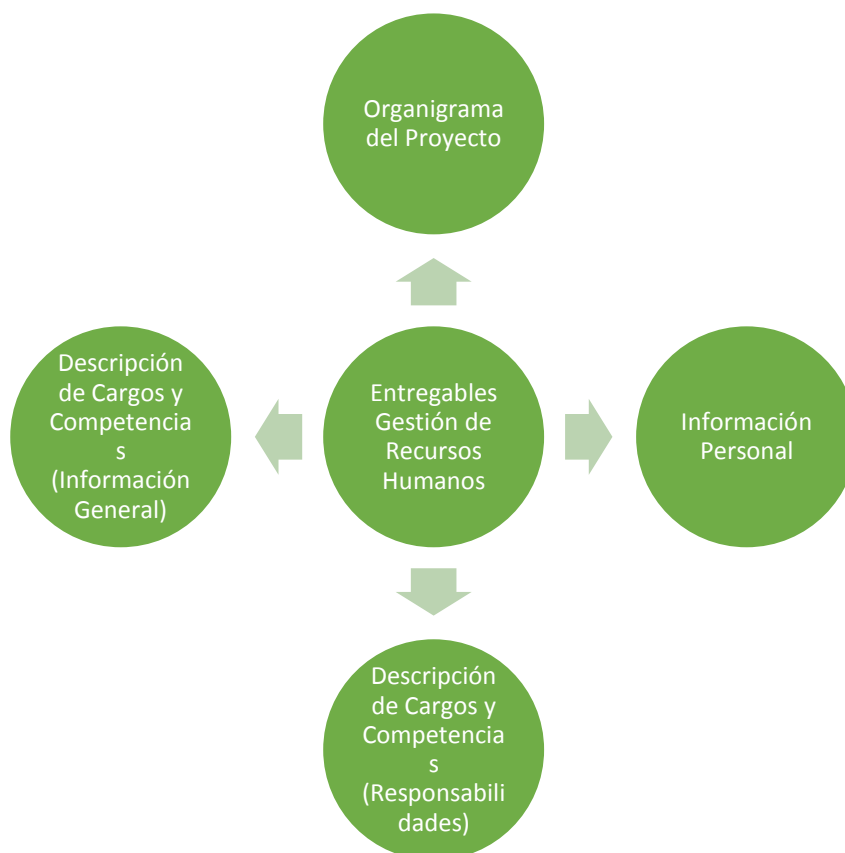 Organigrama
del Proyecto
Descripción
de Cargos y
Competencia
s
(Información
General)
Entregables
Gestión de
Recursos
Humanos
Información
Personal
Descripción
de Cargos y
Competencia
s
(Responsabili
dades)